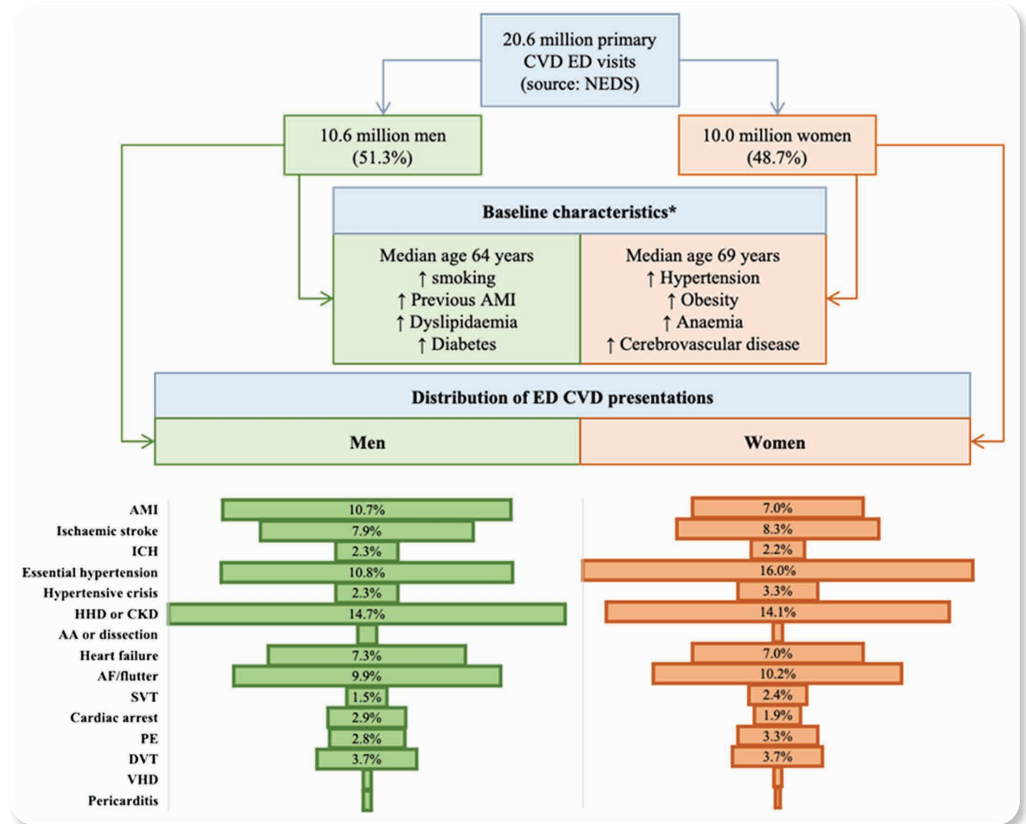 20.6 million primary
CVD ED visits
(source: NEDS)
10.6 million men
(51.3%)
10.0 million women
(48.7%)
Baseline characteristics*
Median age 64 years
↑ smoking
↑ Previous AMI
↑ Dyslipidaemia
↑ Diabetes
Median age 69 years
↑ Hypertension
↑ Obesity
↑ Anaemia
↑ Cerebrovascular disease
Distribution of ED CVD presentations
Men
Women
AMI 10.7% 7.0%
Ischaemic stroke 7.9% 8.3%
ICH 2.3% 2.2%
Essential hypertension 10.8% 16.0%
Hypertensive crisis 2.3% 3.3%
HHD or CKD 14.7% 14.1%
AA or dissection
Heart failure 7.3% 7.0%
AF/flutter 9.9% 10.2%
SVT 1.5% 2.4%
Cardiac arrest 2.9% 1.9%
PE 2.8% 3.3%
DVT 3.7% 3.7%
VHD
Pericarditis